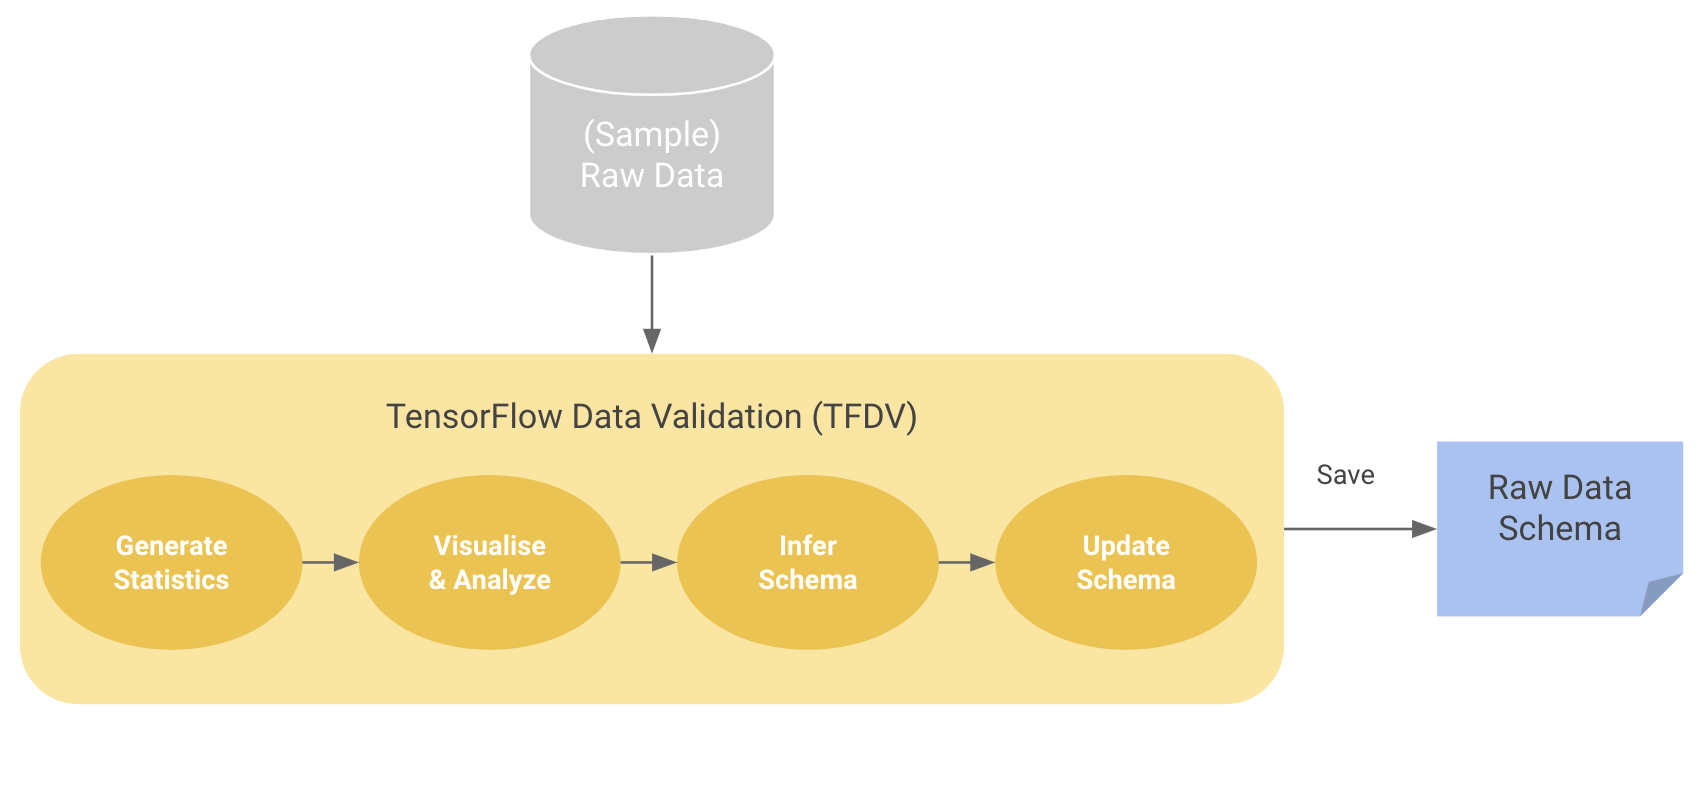 (Sample)
Raw Data
TensorFlow Data Validation (TFDV)
Generate
Statistics
Visualise
& Analyze
Infer
Schema
Update
Schema
Save
Raw Data
Schema